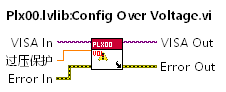 Plx00.lvlib:Config Over Voltage.vi
VISA In
VISA Out
PLX00
VOL
过压保护
Error In
Error Out